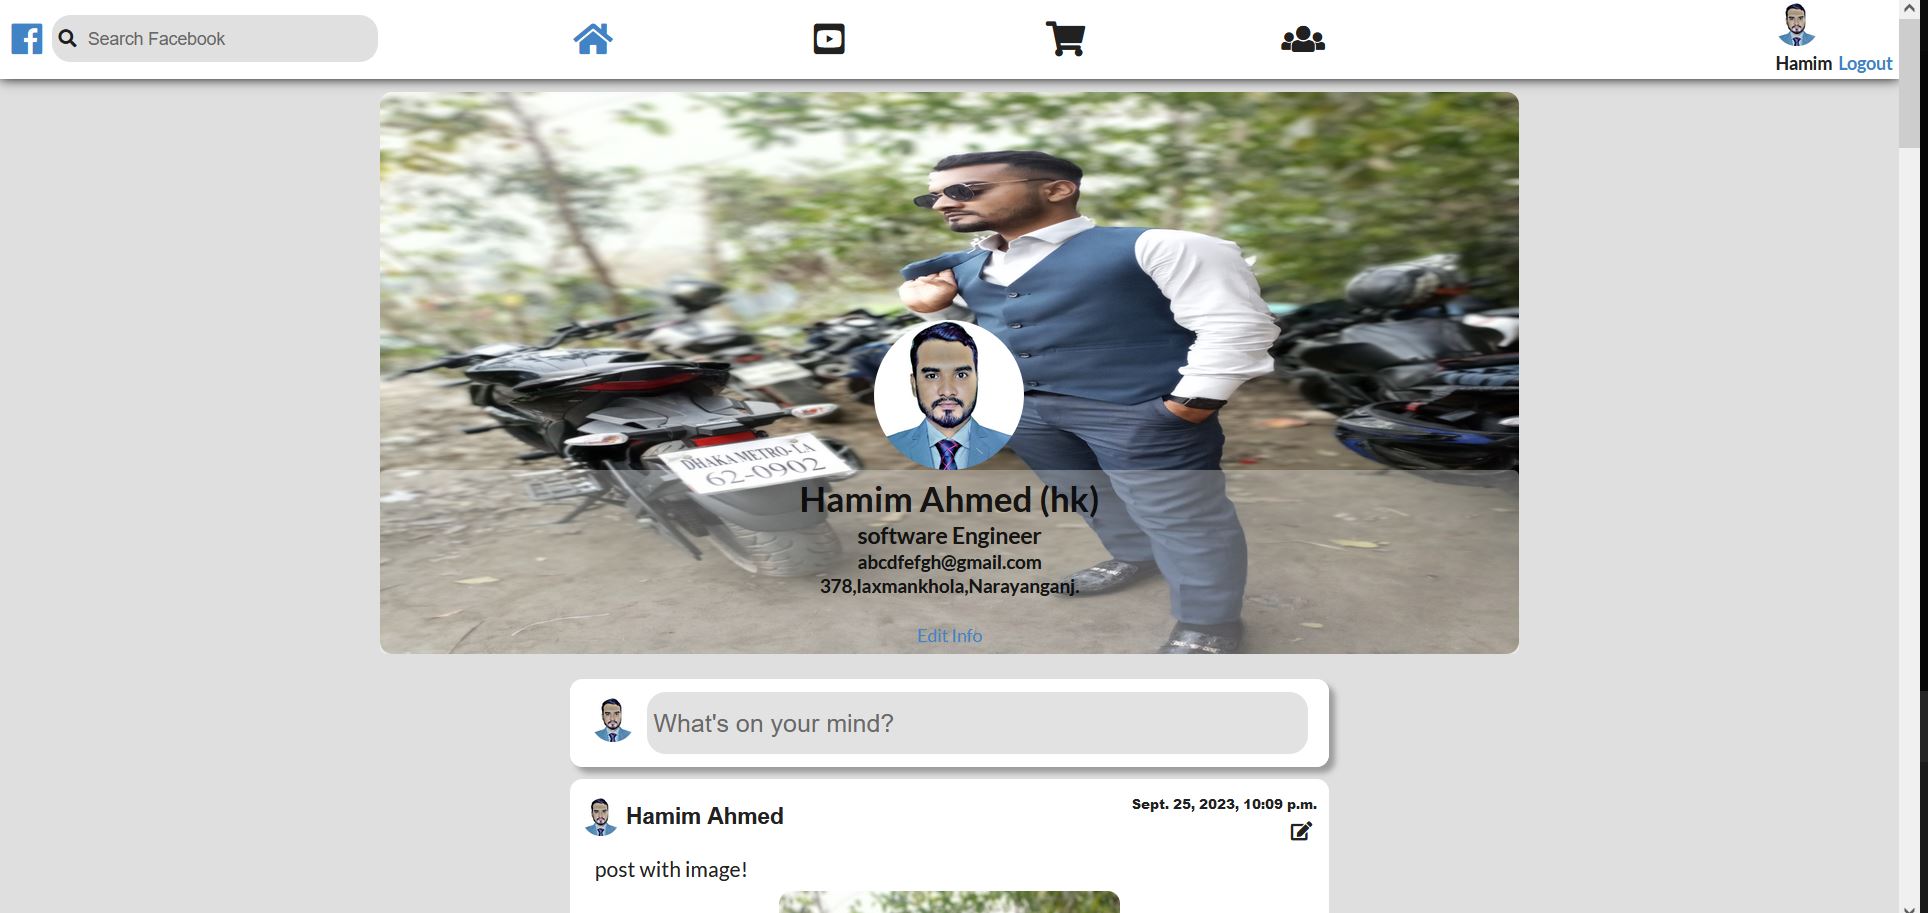 Search Facebook
Hamim Logout
DHAKA METRO-LA
62-0902
Hamim Ahmed (hk)
software Engineer
abcdfefgh@gmail.com
378,laxmankhola,Narayanganj.
Edit Info
What's on your mind?
Hamim Ahmed
Sept. 25, 2023, 10:09 p.m.
post with image!